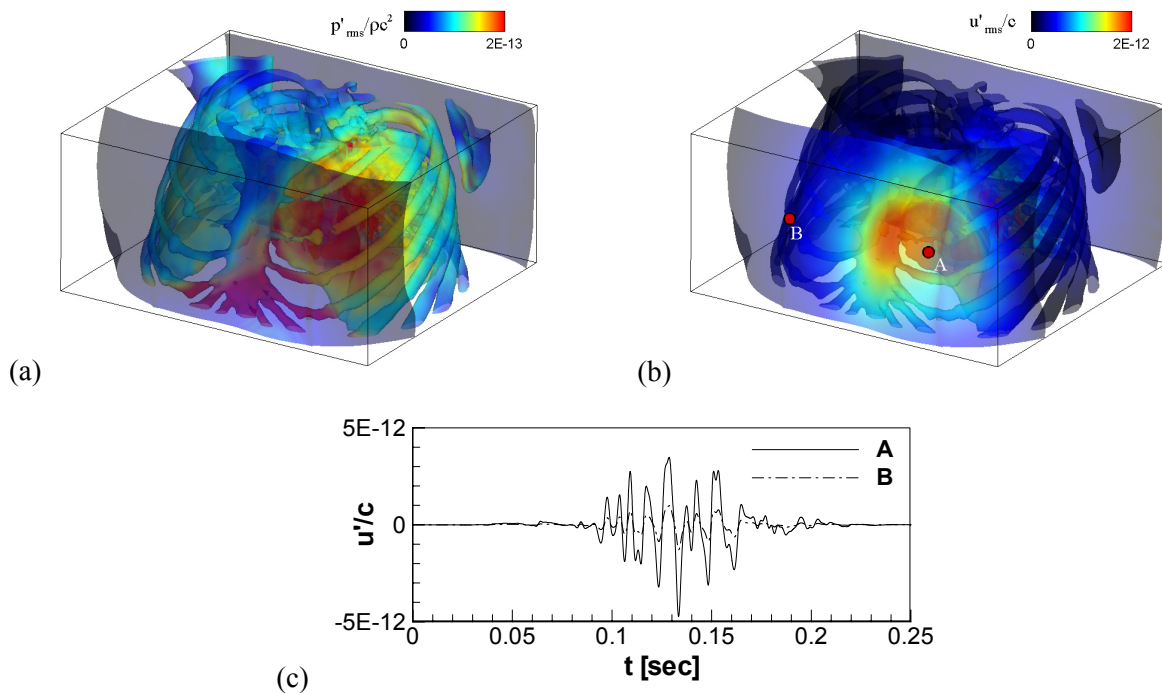 p'rms/ρc²
0 2E-13
(a)
u'rms/c
0 2E-12
B
A
(b)
5E-12
0
-5E-12
u'/c
A
B
0 0.05 0.1 0.15 0.2 0.25
t [sec]
(c)